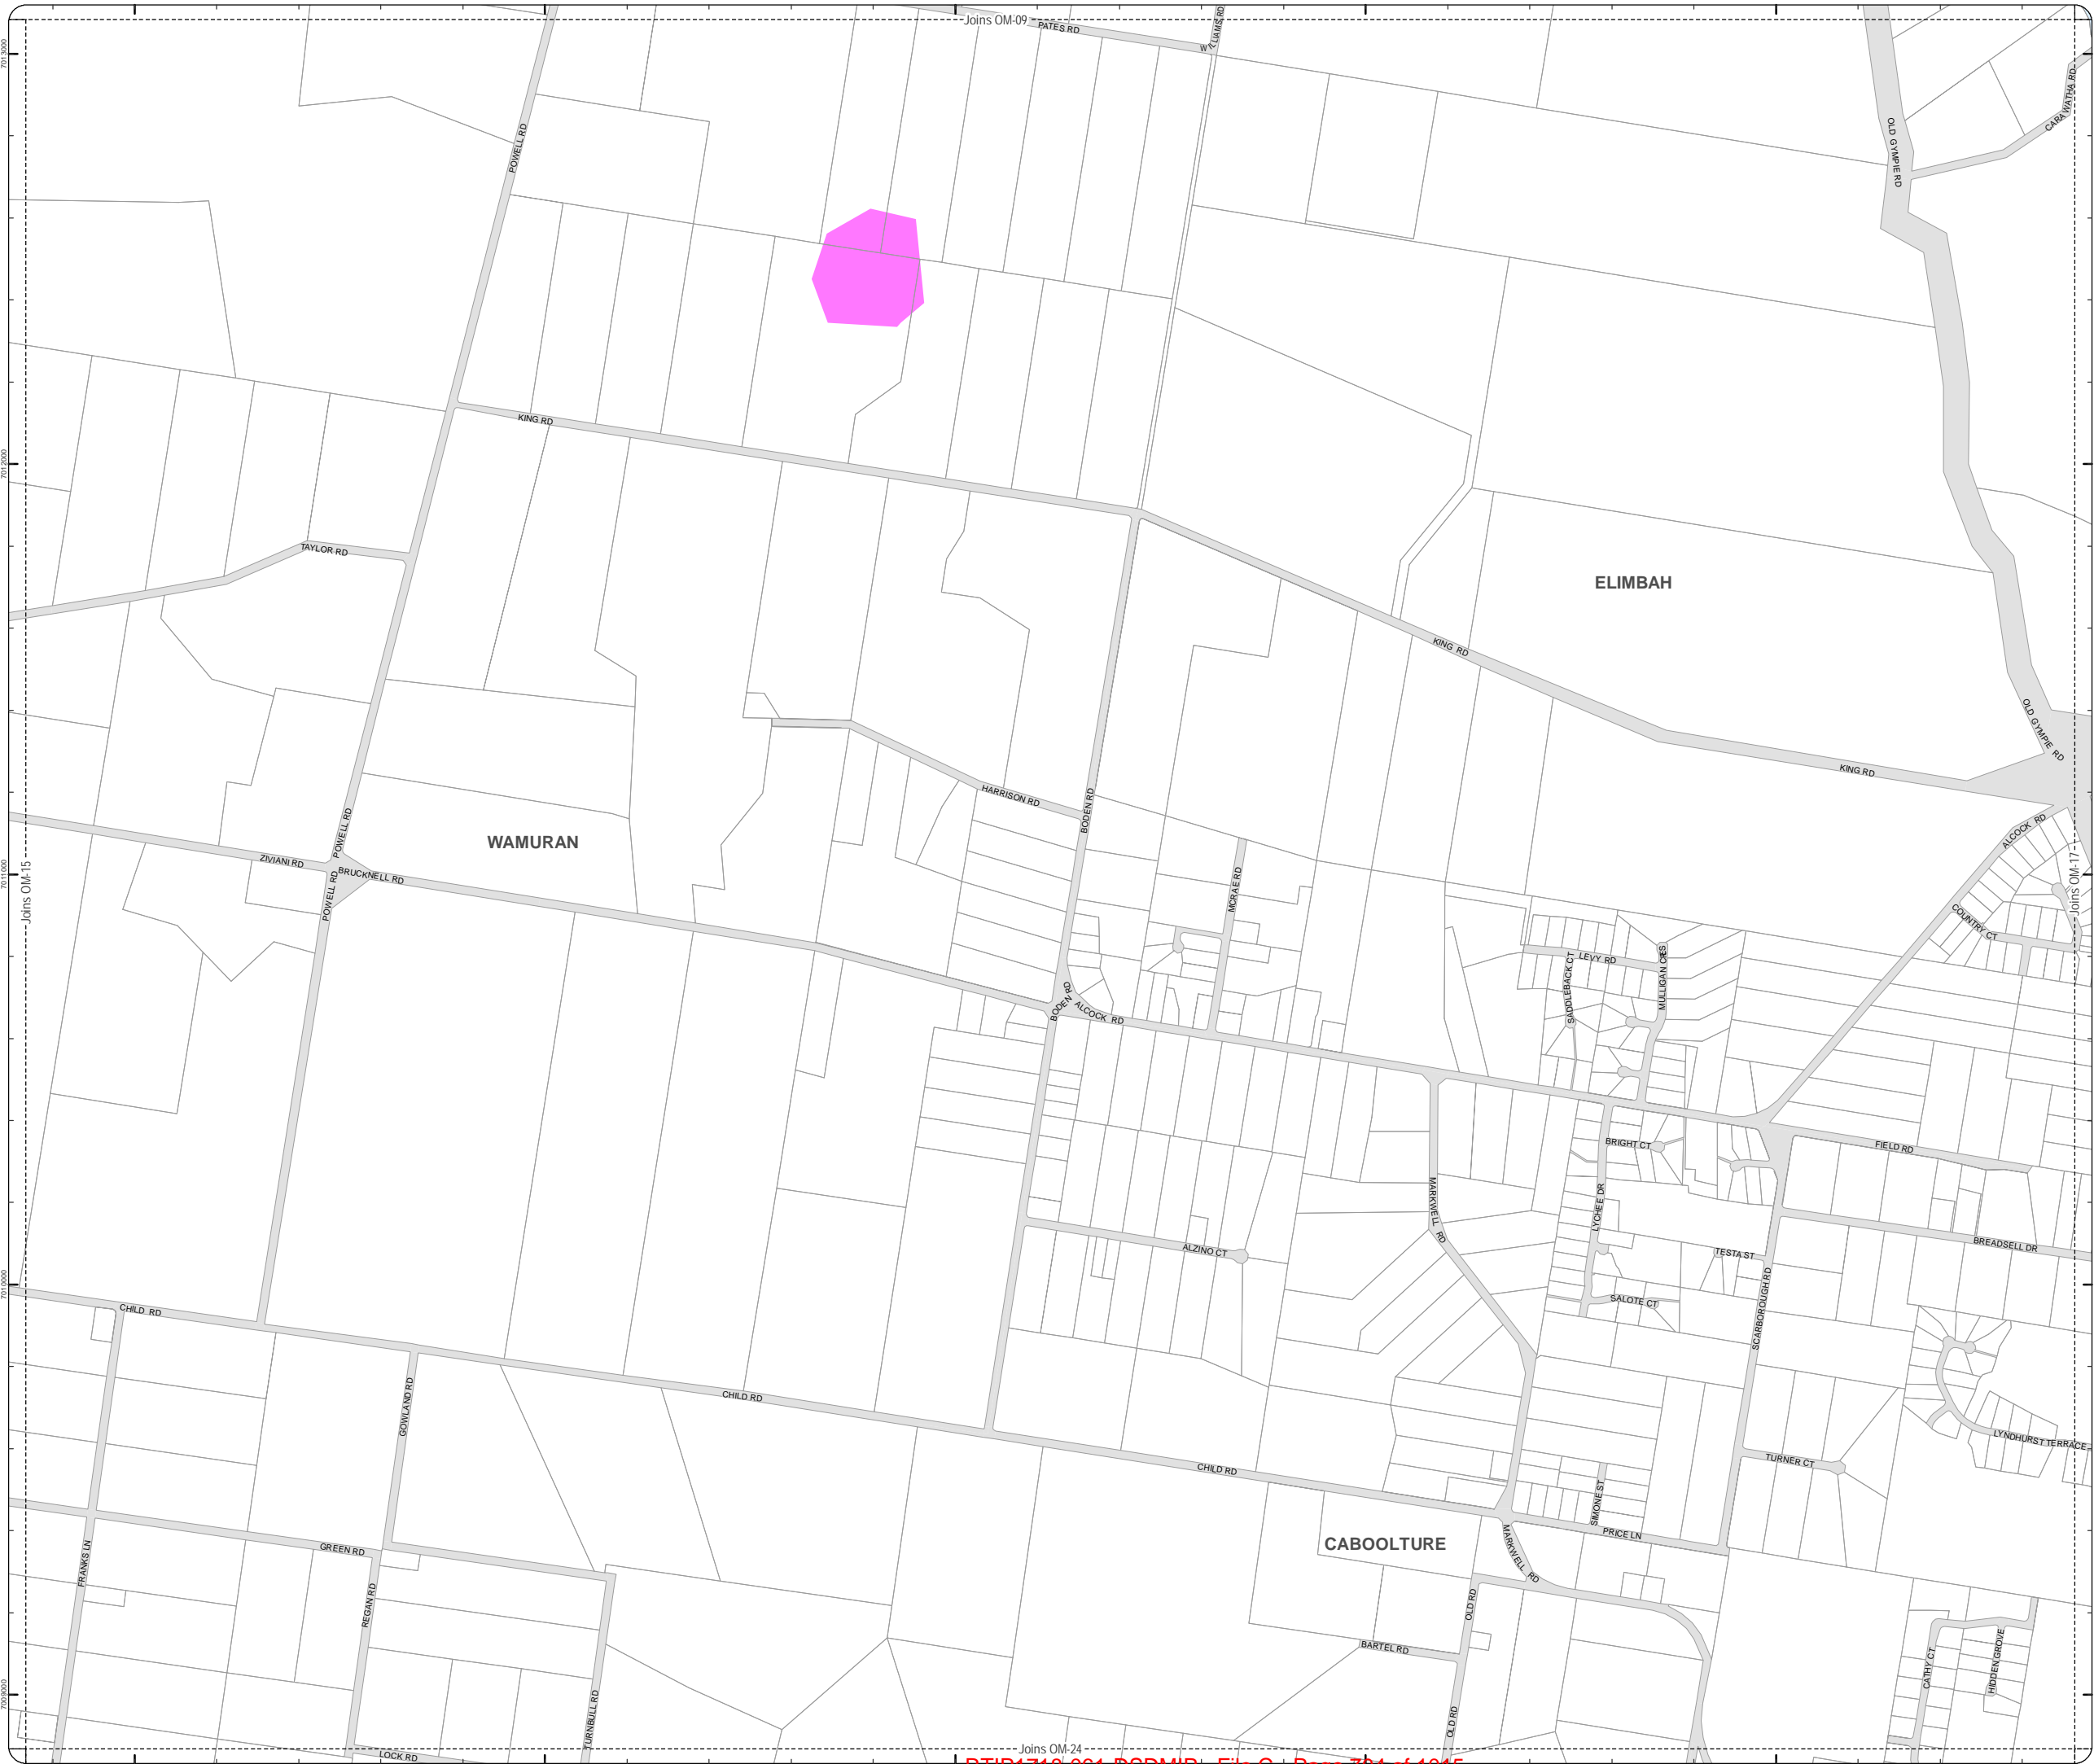 Joins OM-09
PATES RD
WILLIAMS RD
7013000
CARAWATHA RD
OLD GYMPIE RD
POWELL RD
KING RD
7012000
TAYLOR RD
ELIMBAH
KING RD
OLD GYMPIE RD
KING RD
HARRISON RD
BODEN RD
POWELL RD
WAMURAN
ALCOCK RD
ZIVIANI RD
BRUCKNELL RD
POWELL RD
7011000
Joins OM-15
Joins OM-17
MCRAE RD
COUNTRY CT
LEVY RD
SADDLEBACK CT
MULLIGAN CRES
BODEN RD
ALCOCK RD
FIELD RD
BRIGHT CT
MARKWELL RD
LYCHEE DR
ALZINO CT
TESTA ST
BREADSELL DR
SCARBOROUGH RD
SALOTE CT
7010000
CHILD RD
GOWLAND RD
CHILD RD
CHILD RD
LYNDHURST TERRACE
TURNER CT
SIMONE ST
PRICE LN
CABOOLTURE
MARKWELL RD
FRANKS LN
GREEN RD
REGAN RD
OLD RD
BARTEL RD
CATHY CT
HIDDEN GROVE
7009000
TURNBULL RD
OLD RD
LOCK RD
Joins OM-24